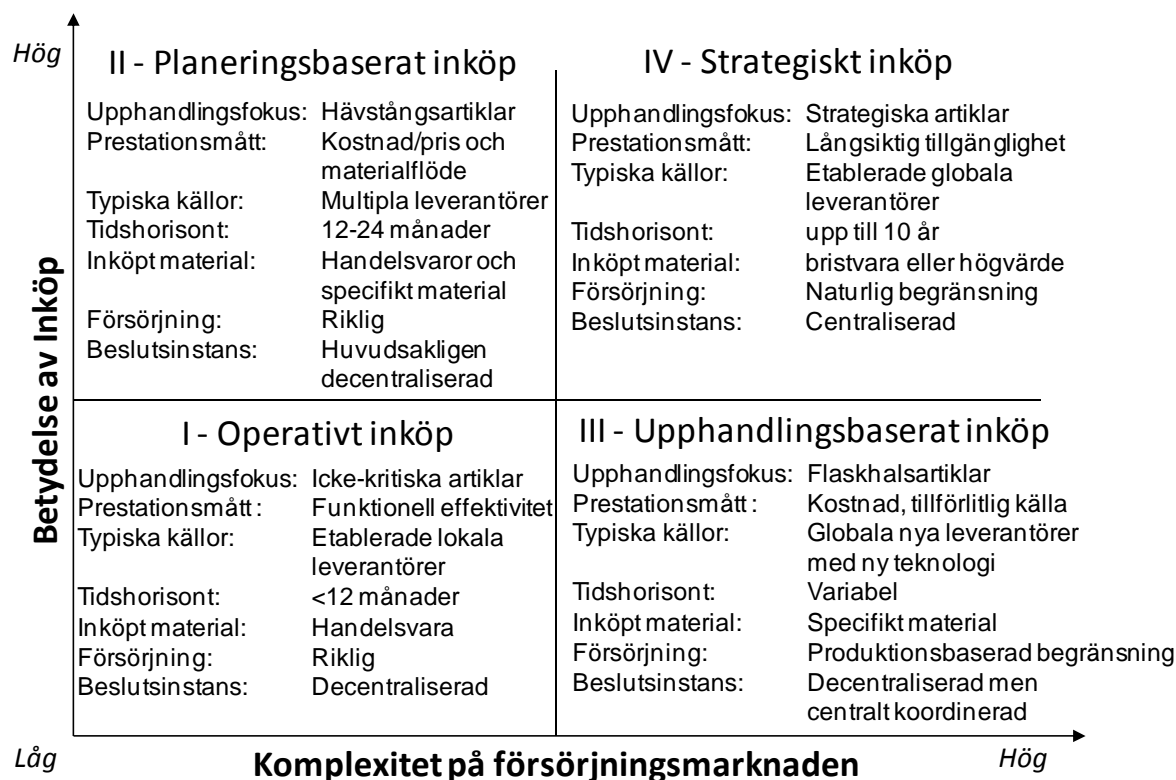 Hög
Betydelse av Inköp
II - Planeringsbaserat inköp
Upphandlingsfokus: Hävstångsartiklar
Prestationsmått: Kostnad/pris och
materialflöde
Typiska källor: Multipla leverantörer
Tidshorisont: 12-24 månader
Inköpt material: Handelsvaror och
specifikt material
Försörjning: Riklig
Beslutsinstans: Huvudsakligen
decentraliserad
IV - Strategiskt inköp
Upphandlingsfokus: Strategiska artiklar
Prestationsmått: Långsiktig tillgänglighet
Typiska källor: Etablerade globala
leverantörer
Tidshorisont: upp till 10 år
Inköpt material: bristvara eller högvärde
Försörjning: Naturlig begränsning
Beslutsinstans: Centraliserad
I - Operativt inköp
Upphandlingsfokus: Icke-kritiska artiklar
Prestationsmått : Funktionell effektivitet
Typiska källor: Etablerade lokala
leverantörer
Tidshorisont: <12 månader
Inköpt material: Handelsvara
Försörjning: Riklig
Beslutsinstans: Decentraliserad
III - Upphandlingsbaserat inköp
Upphandlingsfokus: Flaskhalsartiklar
Prestationsmått : Kostnad, tillförlitlig källa
Typiska källor: Globala nya leverantörer
med ny teknologi
Tidshorisont: Variabel
Inköpt material: Specifikt material
Försörjning: Produktionsbaserad begränsning
Beslutsinstans: Decentraliserad men
centralt koordinerad
Låg
Komplexitet på försörjningsmarknaden
Hög